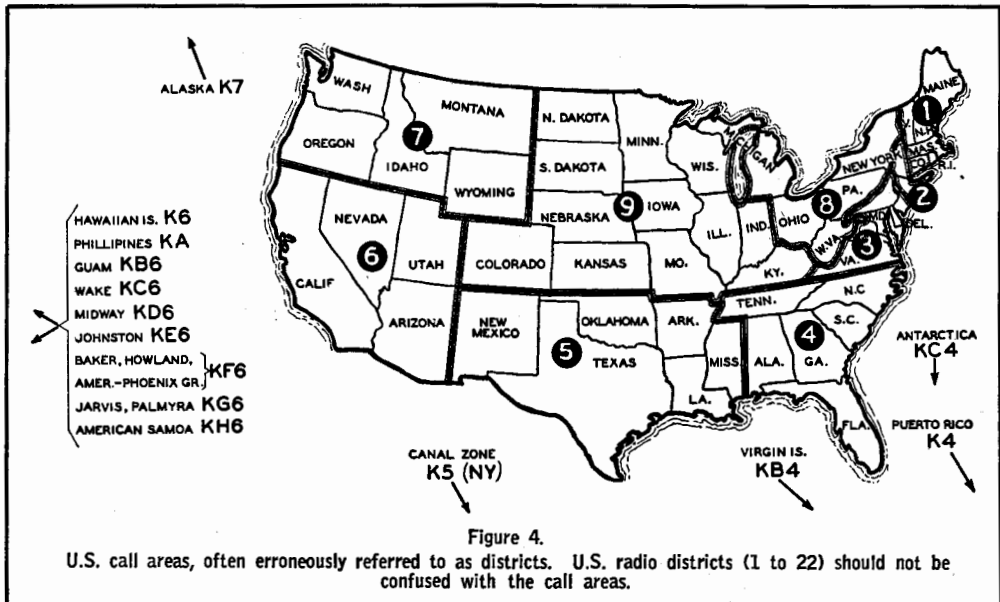 ALASKA K7
HAWAIIAN IS. K6
PHILLIPINES KA
GUAM KB6
WAKE KC6
MIDWAY KD6
JOHNSTON KE6
BAKER, HOWLAND,
AMER.-PHOENIX GR. KF6
JARVIS, PALMYRA KG6
AMERICAN SAMOA KH6
WASH
OREGON
MONTANA
7
IDAHO
WYOMING
NEVADA
6
UTAH
CALIF
ARIZONA
N. DAKOTA
S. DAKOTA
NEBRASKA
MINN.
WIS.
MICHIGAN
9
IOWA
ILL.
IND.
COLORADO
KANSAS
MO.
KY.
OHIO
8
PA.
W.VA.
NEW YORK
MAINE
1
V.
N.H.
MAS.
CO'T
R.I.
2
MD.
DEL.
3
VA.
NEW
MEXICO
OKLAHOMA
5
TEXAS
ARK.
LA.
MISS.
TENN.
N.C
S.C.
4
ALA.
GA.
FLA.
ANTARCTICA
KC4
PUERTO RICO
K4
VIRGIN IS.
KB4
CANAL ZONE
K5 (NY)
Figure 4.
U.S. call areas, often erroneously referred to as districts. U.S. radio districts (1 to 22) should not be
confused with the call areas.